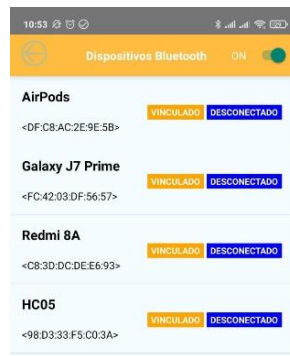 10:53
Dispositivos Bluetooth ON
AirPods
VINCULADO DESCONECTADO
<DF:C8:AC:2E:9E:5B>
Galaxy J7 Prime
VINCULADO DESCONECTADO
<FC:42:03:DF:56:57>
Redmi 8A
VINCULADO DESCONECTADO
<C8:3D:DC:DE:E6:93>
HC05
VINCULADO DESCONECTADO
<98:D3:33:F5:C0:3A>